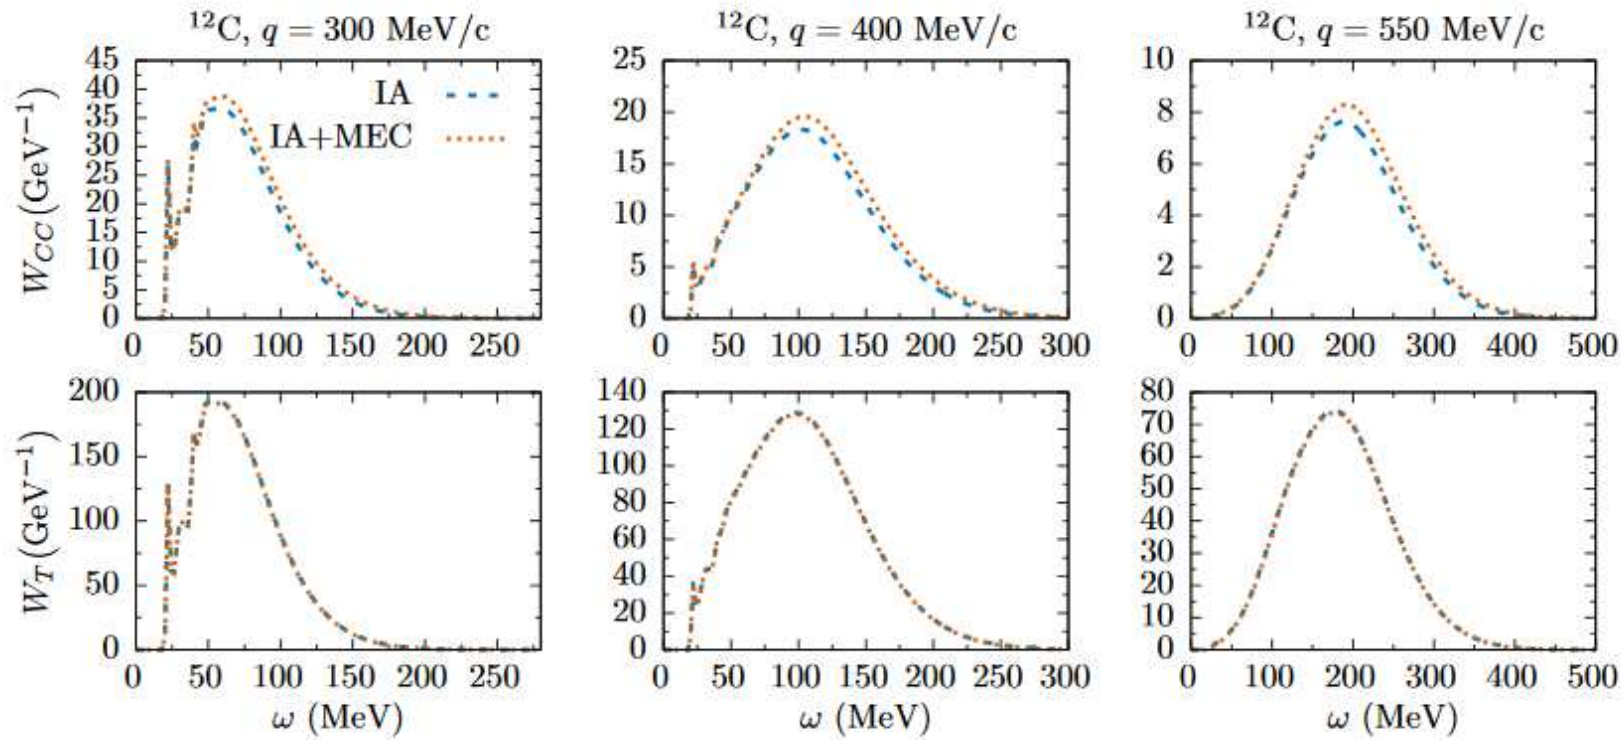 ¹²C, q = 300 MeV/c
¹²C, q = 400 MeV/c
¹²C, q = 550 MeV/c
W_CC (GeV⁻¹)
45
40
35
30
25
20
15
10
5
0
IA
IA+MEC
0 50 100 150 200 250
25
20
15
10
5
0
0 50 100 150 200 250 300
10
8
6
4
2
0
0 100 200 300 400 500
W_T (GeV⁻¹)
200
150
100
50
0
0 50 100 150 200 250
ω (MeV)
140
120
100
80
60
40
20
0
0 50 100 150 200 250 300
ω (MeV)
80
70
60
50
40
30
20
10
0
0 100 200 300 400 500
ω (MeV)